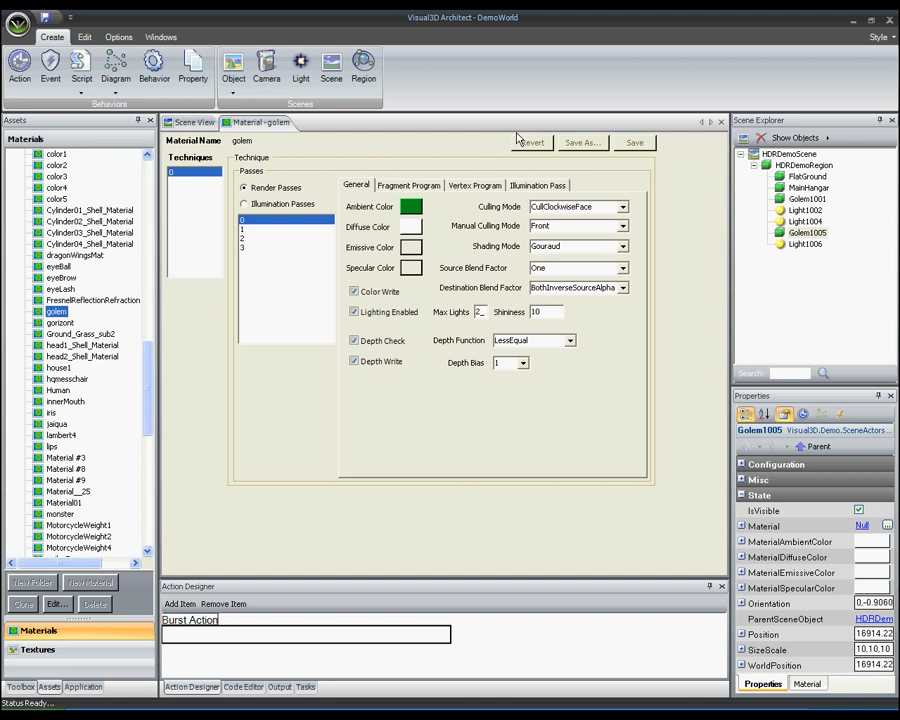 Visual3D Architect - DemoWorld
Create Edit Options Windows Style
Action Event Script Diagram Behavior Property Object Camera Light Scene Region
Behaviors Scenes
Assets
Materials
color1
color2
color3
color4
color5
Cylinder01_Shell_Material
Cylinder02_Shell_Material
Cylinder03_Shell_Material
Cylinder04_Shell_Material
dragonWingsMat
eyeBall
eyeBrow
eyeLash
FresnelReflectionRefraction
golem
gorizont
Ground_Grass_sub2
head1_Shell_Material
head2_Shell_Material
house1
hqmesschair
Human
innerMouth
iris
jaiqua
lambert4
lips
Material #3
Material #8
Material #9
Material__25
Material01
monster
MotorcycleWeight1
MotorcycleWeight2
MotorcycleWeight4
New Folder New Material
Clone Edit... Delete
Materials
Textures
Toolbox Assets Application
Status Ready...
Scene View Material - golem
Material Name golem Revert Save As... Save
Techniques
0
Technique
Passes
Render Passes
Illumination Passes
0
1
2
3
General Fragment Program Vertex Program Illumination Pass
Ambient Color Culling Mode CullClockwiseFace
Diffuse Color Manual Culling Mode Front
Emissive Color Shading Mode Gouraud
Specular Color Source Blend Factor One
Destination Blend Factor BothInverseSourceAlpha
Color Write
Lighting Enabled Max Lights 2_ Shininess 10
Depth Check Depth Function LessEqual
Depth Write Depth Bias 1
Action Designer
Add Item Remove Item
Burst Action
Action Designer Code Editor Output Tasks
Scene Explorer
Show Objects
HDRDemoScene
HDRDemoRegion
FlatGround
MainHangar
Golem1001
Light1002
Light1004
Golem1005
Light1006
Search:
Properties
Golem1005 Visual3D.Demo.SceneActors...
Parent
Configuration
Misc
State
IsVisible
Material Null ...
MaterialAmbientColor
MaterialDiffuseColor
MaterialEmissiveColor
MaterialSpecularColor
Orientation 0,-0.9060
ParentSceneObject HDRDem
Position 16914.22
SizeScale 10,10,10
WorldPosition 16914.22
Properties Material